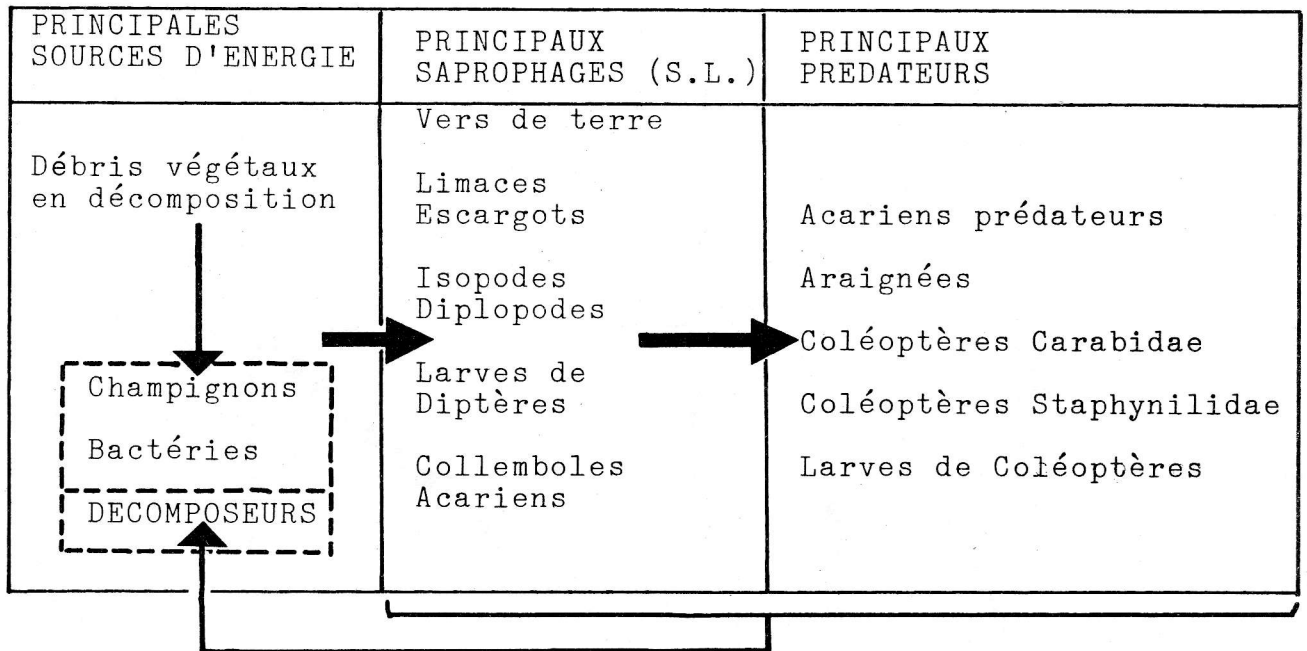 PRINCIPALES
SOURCES D'ENERGIE
PRINCIPAUX
SAPROPHAGES (S.L.)
PRINCIPAUX
PREDATEURS
Débris végétaux
en décomposition
Champignons
Bactéries
DECOMPOSEURS
Vers de terre
Limaces
Escargots
Isopodes
Diplopodes
Larves de
Diptères
Collemboles
Acariens
Acariens prédateurs
Araignées
Coléoptères Carabidae
Coléoptères Staphynilidae
Larves de Coléoptères